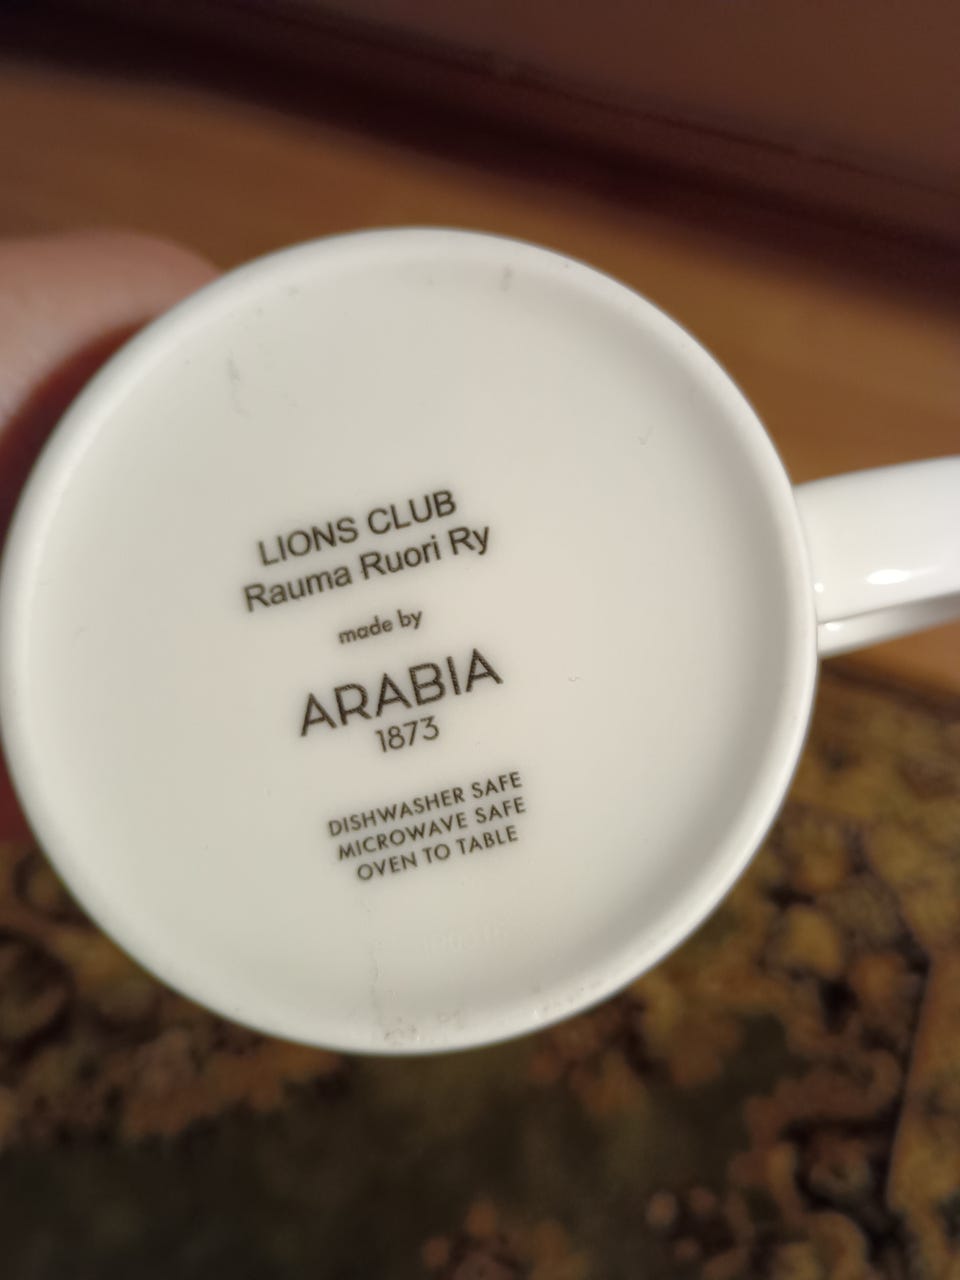 LIONS CLUB
Rauma Ruori Ry
made by
ARABIA
1873
DISHWASHER SAFE
MICROWAVE SAFE
OVEN TO TABLE